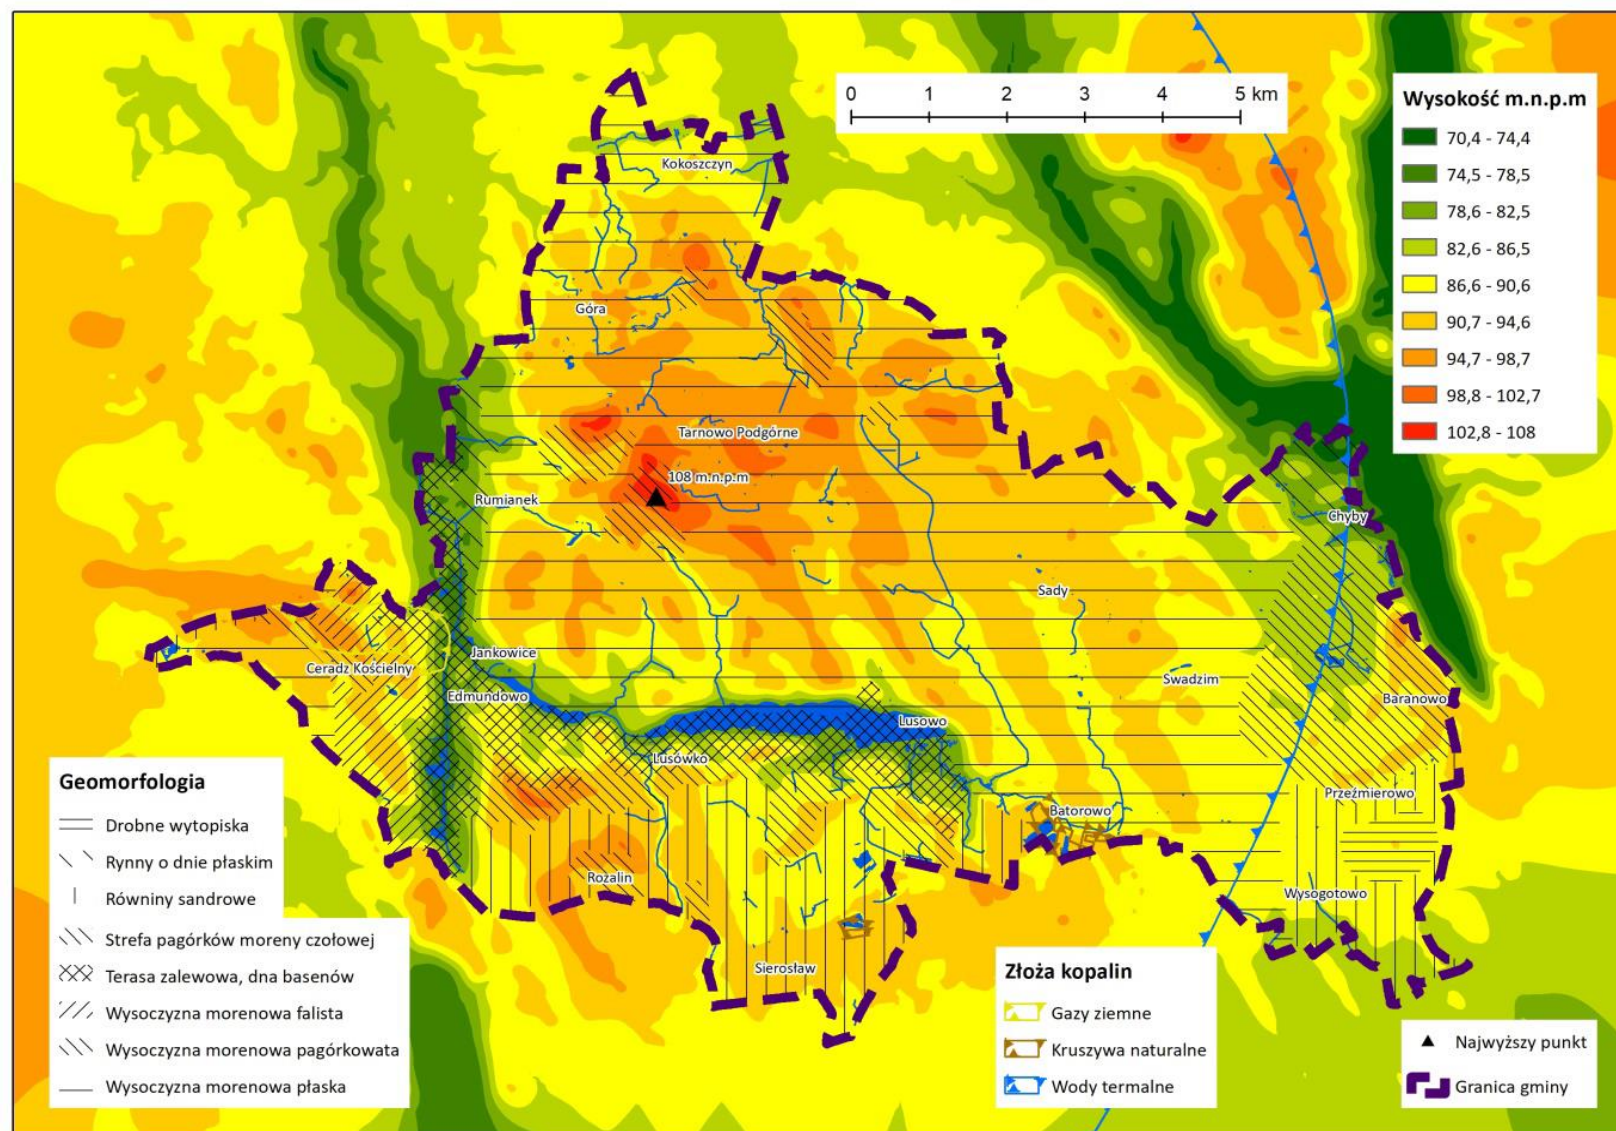 0 1 2 3 4 5 km
Wysokość m.n.p.m
70,4 - 74,4
74,5 - 78,5
78,6 - 82,5
82,6 - 86,5
86,6 - 90,6
90,7 - 94,6
94,7 - 98,7
98,8 - 102,7
102,8 - 108
Kokoszczyn
Góra
Tarnowo Podgórne
108 m.n.p.m
Rumianek
Chyby
Sady
Jankowice
Ceradz Kościelny
Edmundowo
Swadzim
Baranowo
Lusowo
Lusówko
Przeźmierowo
Batorowo
Rozalin
Wysogotowo
Sierosław
Geomorfologia
Drobne wytopiska
Rynny o dnie płaskim
Równiny sandrowe
Strefa pagórków moreny czołowej
Terasa zalewowa, dna basenów
Wysoczyzna morenowa falista
Wysoczyzna morenowa pagórkowata
Wysoczyzna morenowa płaska
Złoża kopalin
Gazy ziemne
Kruszywa naturalne
Wody termalne
Najwyższy punkt
Granica gminy